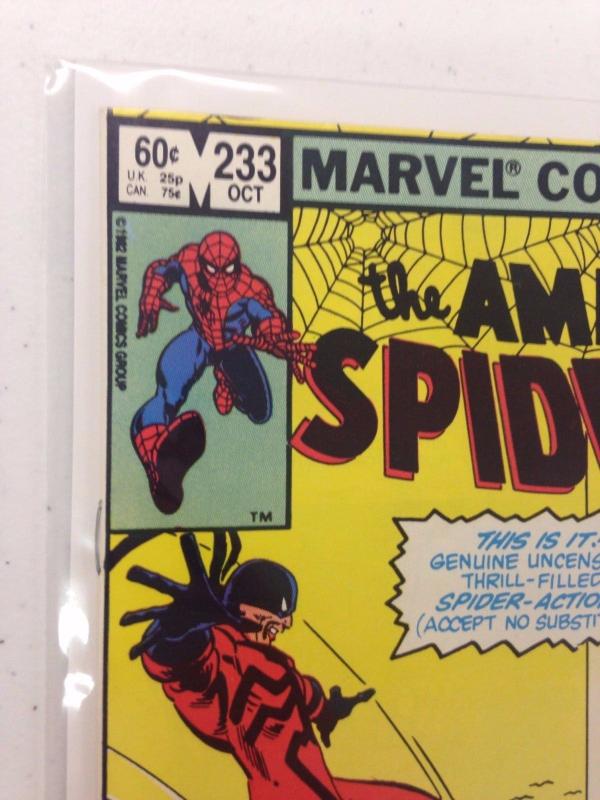 60¢ 233
U.K. 25p
CAN. 75¢
OCT
MARVEL® CO
© 1982 MARVEL COMICS GROUP
the AM
SPID
TM
THIS IS IT!
GENUINE UNCENS
THRILL-FILLED
SPIDER-ACTIO
(ACCEPT NO SUBSTIT